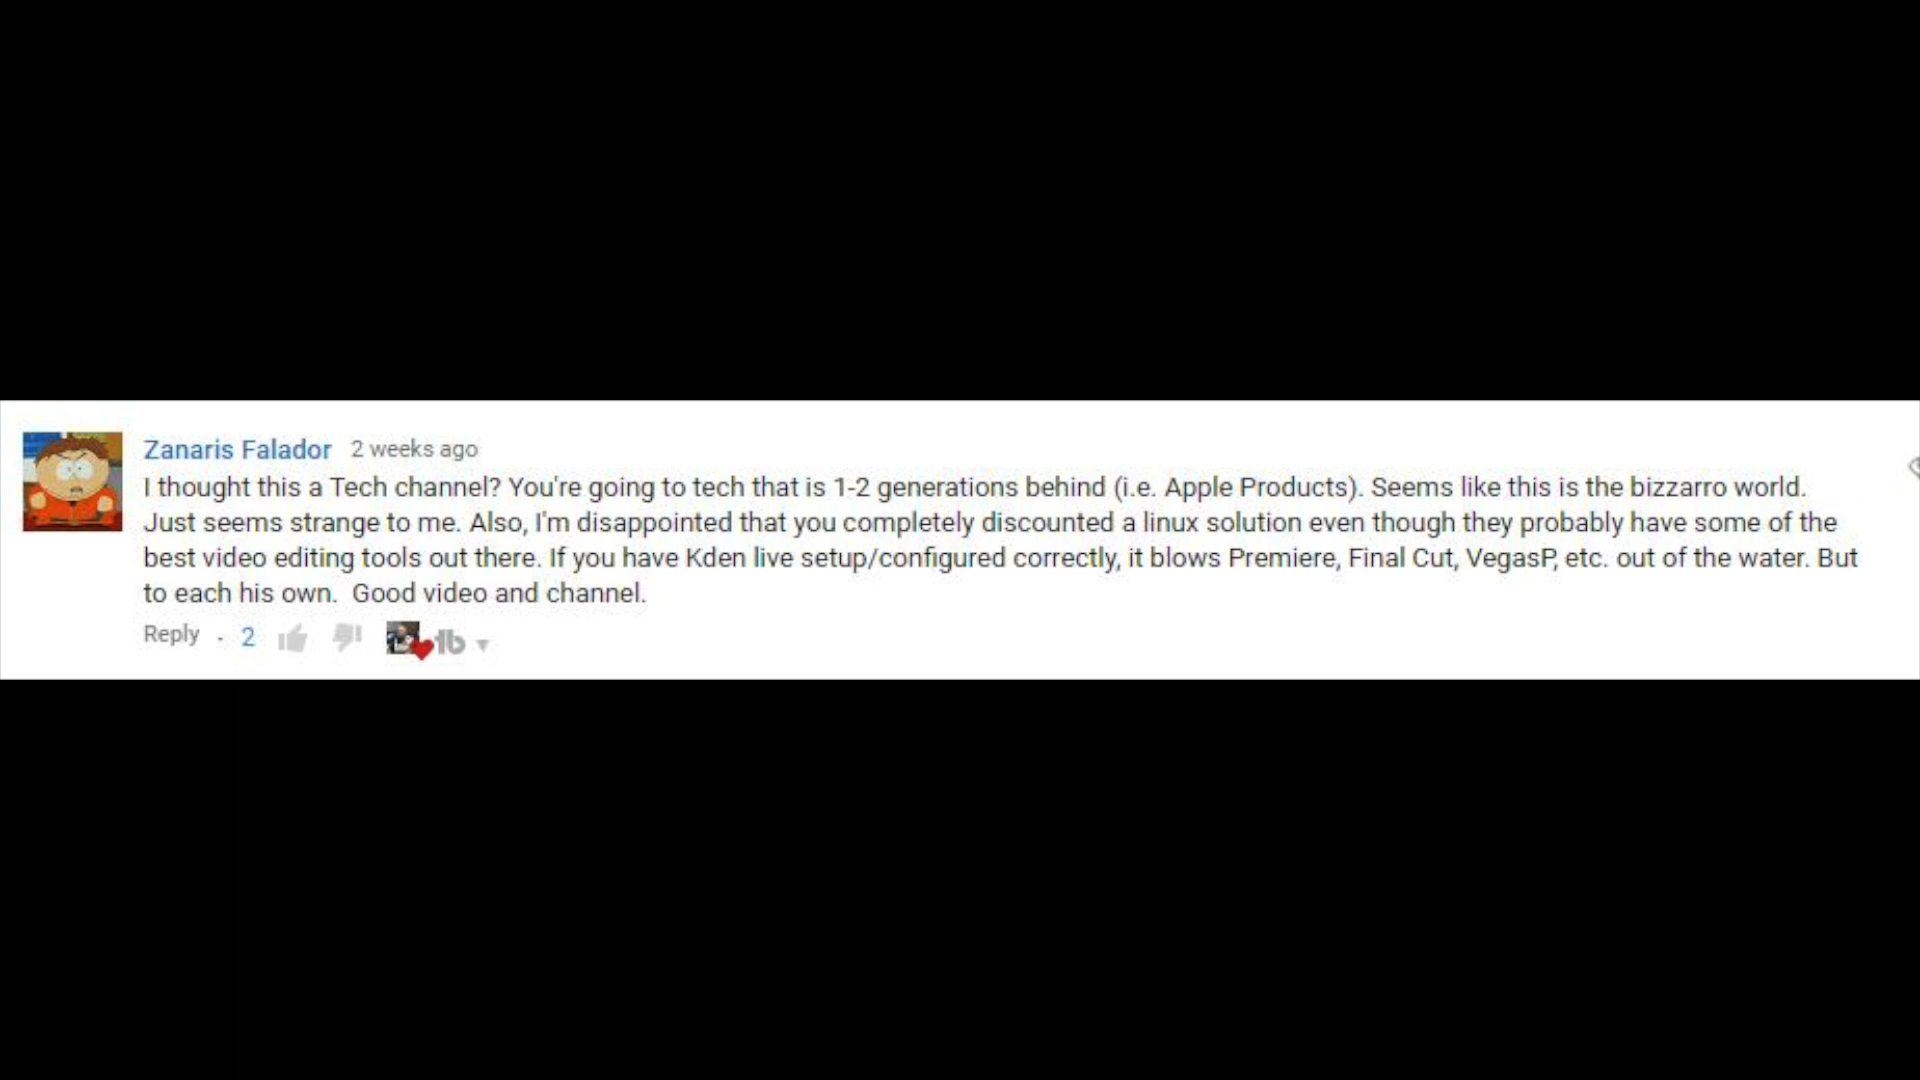 Zanaris Falador 2 weeks ago
I thought this a Tech channel? You're going to tech that is 1-2 generations behind (i.e. Apple Products). Seems like this is the bizzarro world.
Just seems strange to me. Also, I'm disappointed that you completely discounted a linux solution even though they probably have some of the
best video editing tools out there. If you have Kden live setup/configured correctly, it blows Premiere, Final Cut, VegasP, etc. out of the water. But
to each his own.  Good video and channel.
Reply · 2 tb